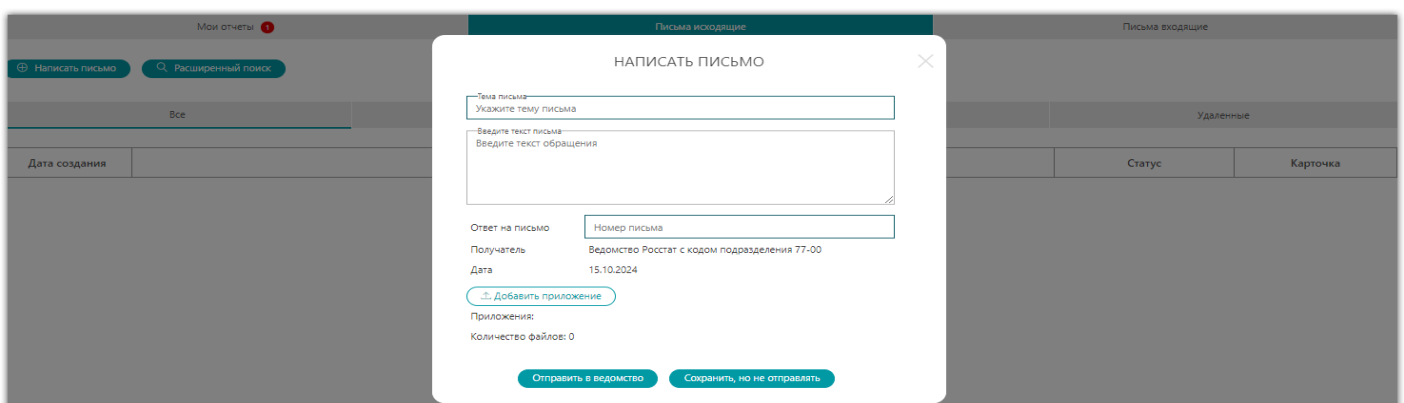 Мои отчеты 1
Письма исходящие
Письма входящие
Написать письмо
Расширенный поиск
НАПИСАТЬ ПИСЬМО
Тема письма
Укажите тему письма
Все
Удаленные
Введите текст письма
Введите текст обращения
Дата создания
Статус
Карточка
Ответ на письмо Номер письма
Получатель Ведомство Росстат с кодом подразделения 77-00
Дата 15.10.2024
Добавить приложение
Приложения:
Количество файлов: 0
Отправить в ведомство
Сохранить, но не отправлять